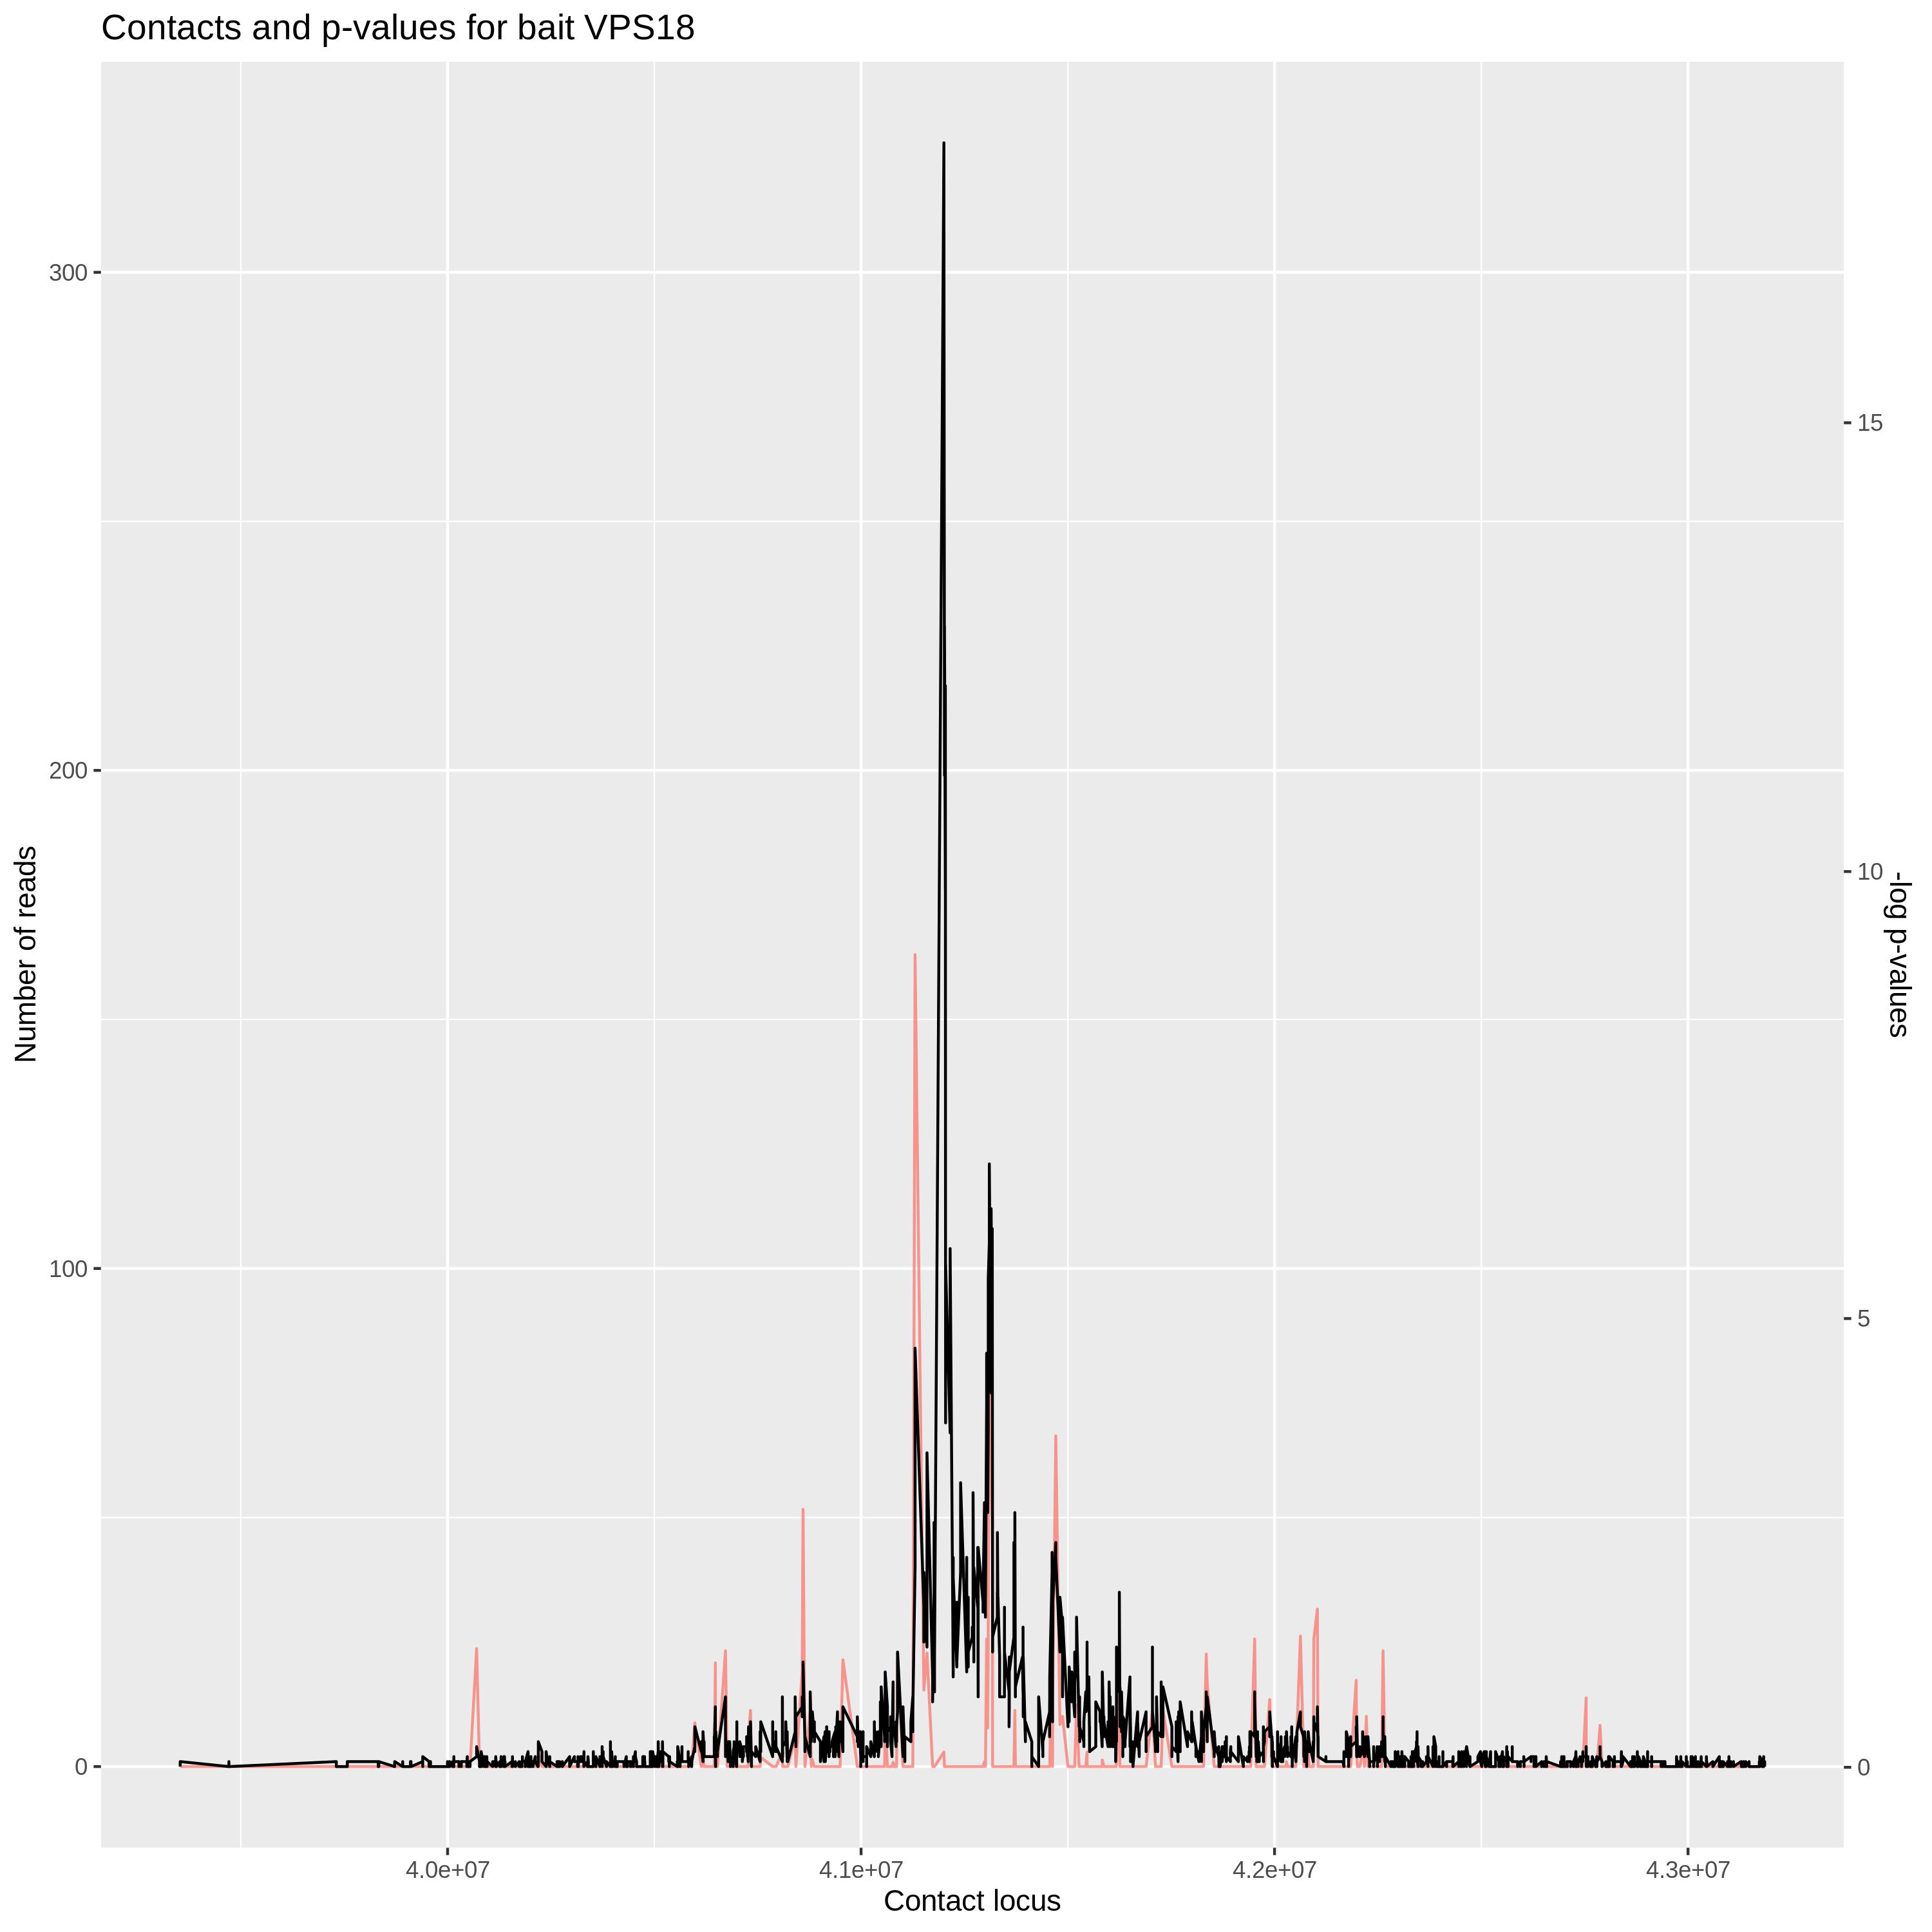 Contacts and p-values for bait VPS18
300
200
100
0
Number of reads
15
10
5
0
-log p-values
4.0e+07
4.1e+07
4.2e+07
4.3e+07
Contact locus